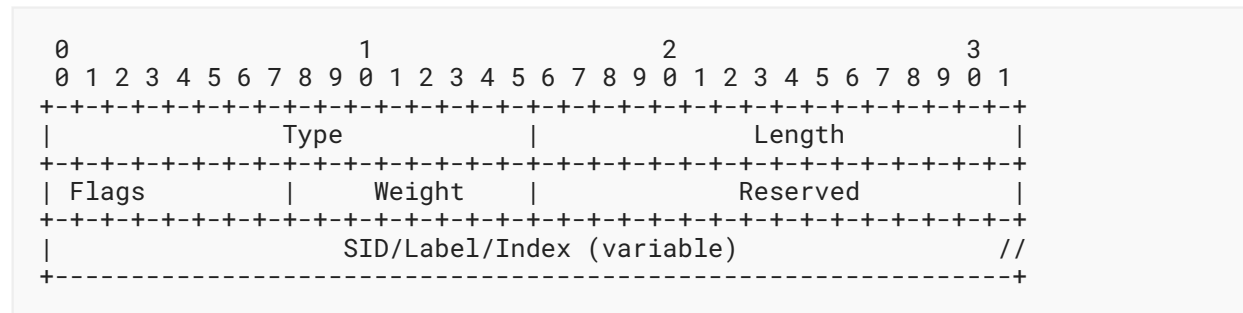 0                   1                   2                   3
 0 1 2 3 4 5 6 7 8 9 0 1 2 3 4 5 6 7 8 9 0 1 2 3 4 5 6 7 8 9 0 1
+-+-+-+-+-+-+-+-+-+-+-+-+-+-+-+-+-+-+-+-+-+-+-+-+-+-+-+-+-+-+-+-+
|               Type            |              Length           |
+-+-+-+-+-+-+-+-+-+-+-+-+-+-+-+-+-+-+-+-+-+-+-+-+-+-+-+-+-+-+-+-+
| Flags         |     Weight    |             Reserved          |
+-+-+-+-+-+-+-+-+-+-+-+-+-+-+-+-+-+-+-+-+-+-+-+-+-+-+-+-+-+-+-+-+
|                   SID/Label/Index (variable)                 //
+---------------------------------------------------------------+